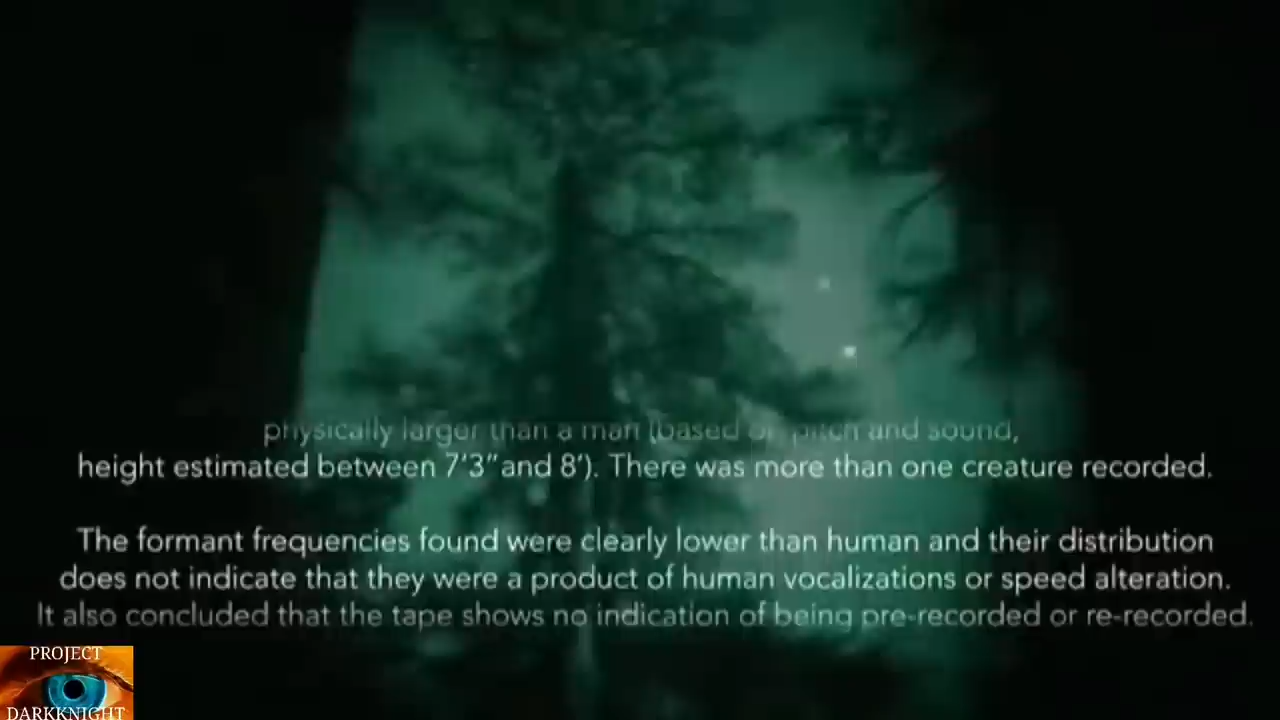 physically larger than a man (based on pitch and sound,
height estimated between 7'3"and 8'). There was more than one creature recorded.
The formant frequencies found were clearly lower than human and their distribution
does not indicate that they were a product of human vocalizations or speed alteration.
It also concluded that the tape shows no indication of being pre-recorded or re-recorded.
PROJECT
DARKKNIGHT